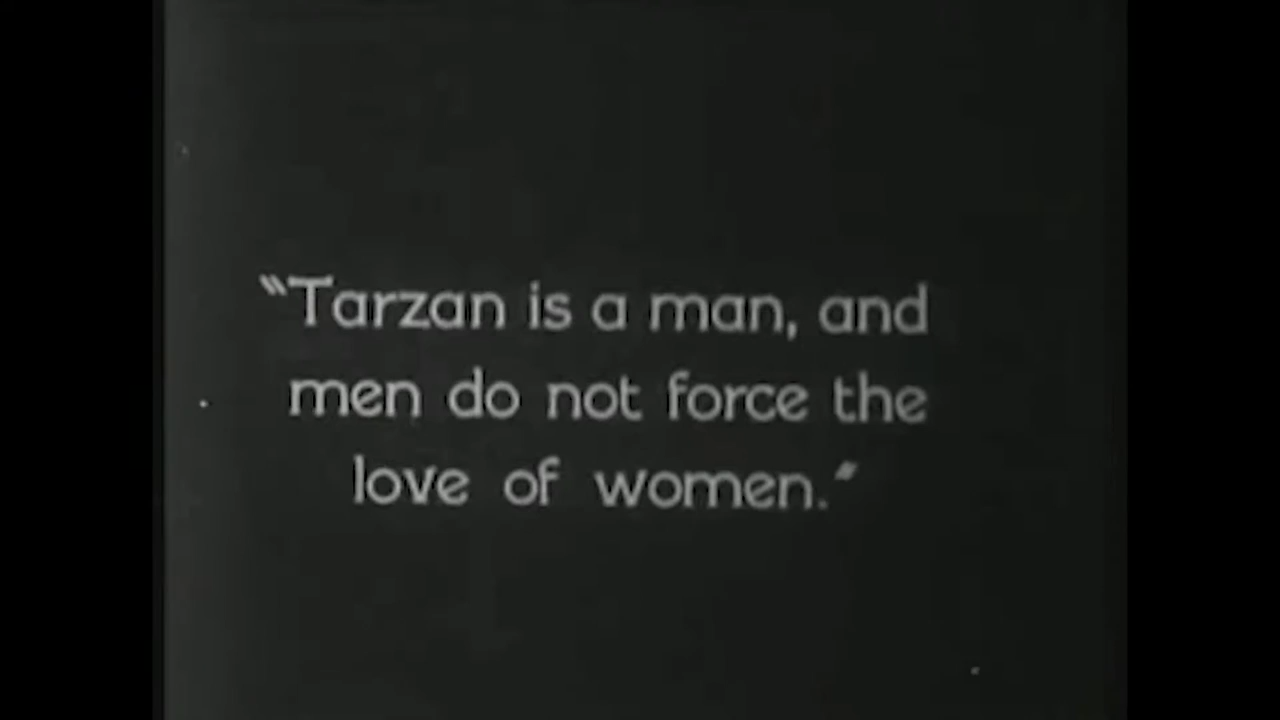 "Tarzan is a man, and
men do not force the
love of women."